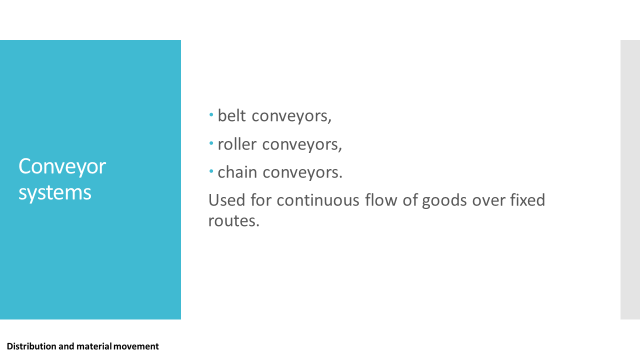 Conveyor
systems
▪ belt conveyors,
▪ roller conveyors,
▪ chain conveyors.
Used for continuous flow of goods over fixed
routes.
Distribution and material movement